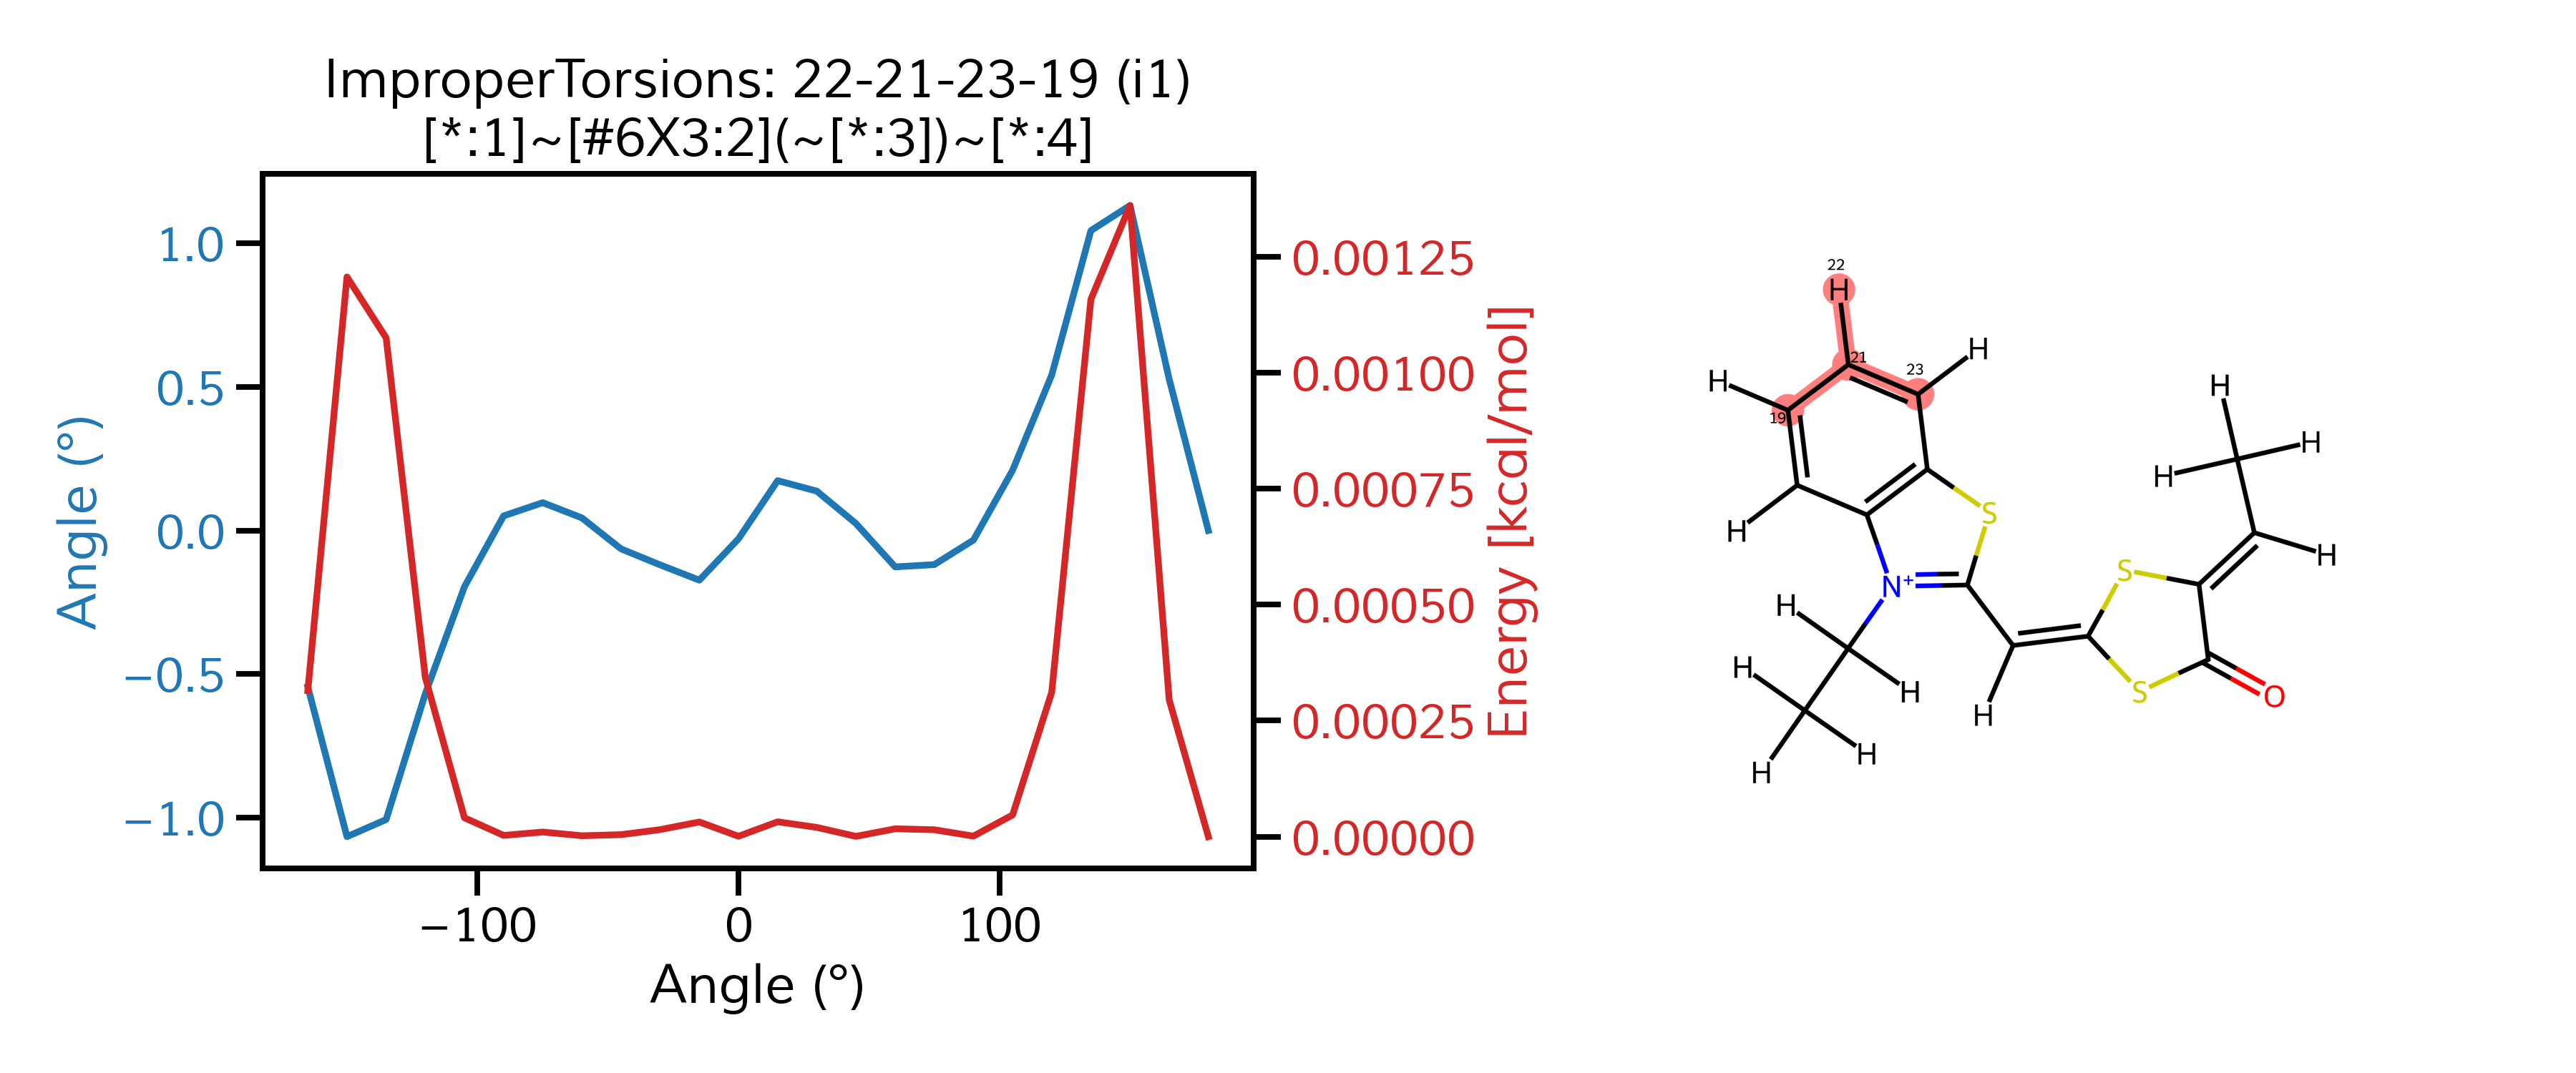 ImproperTorsions: 22-21-23-19 (i1)
[*:1]~[#6X3:2](~[*:3])~[*:4]
Angle (°)
1.0
0.5
0.0
−0.5
−1.0
−100
0
100
Angle (°)
0.00125
0.00100
0.00075
0.00050
0.00025
0.00000
Energy [kcal/mol]
22
H
21
23
H
H
19
H
S
N+
H
H
H
H
H
H
S
S
O
H
H
H
H